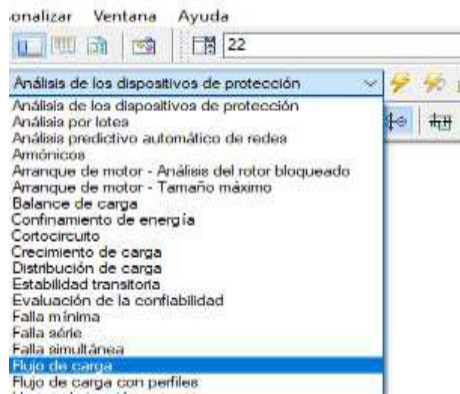 onalizar Ventana Ayuda
22
Análisis de los dispositivos de protección
Análisis de los dispositivos de protección
Análisis por lotes
Análisis predictivo automático de redes
Armónicos
Arranque de motor - Análisis del rotor bloqueado
Arranque de motor - Tamaño máximo
Balance de carga
Confinamiento de energía
Cortocircuito
Crecimiento de carga
Distribución de carga
Estabilidad transitoria
Evaluación de la confiabilidad
Falla mínima
Falla série
Falla simultánea
Flujo de carga
Flujo de carga con perfiles